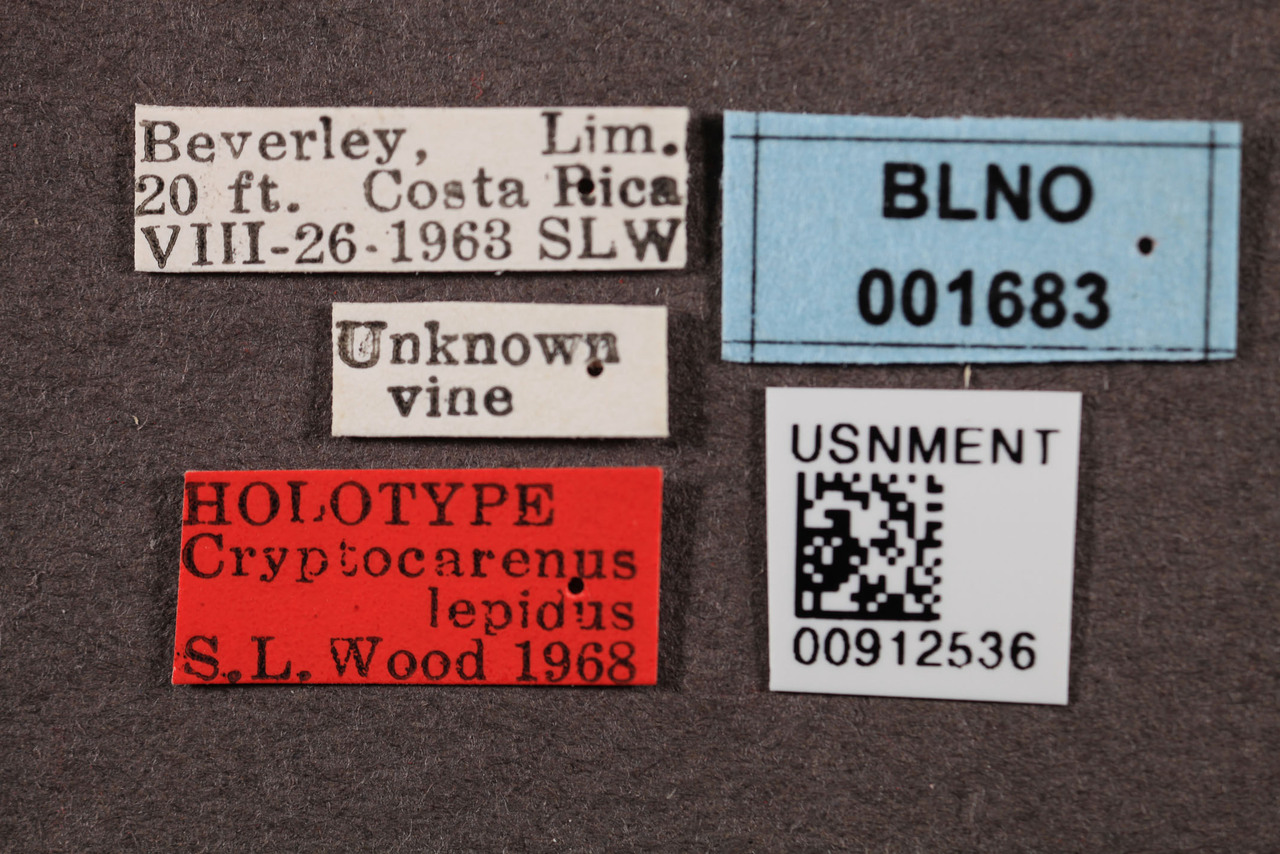 Beverley, Lim.
20 ft. Costa Rica
VIII-26-1963 SLW
Unknown
vine
HOLOTYPE
Cryptocarenus
lepidus
S.L. Wood 1968
BLNO
001683
USNMENT
00912536